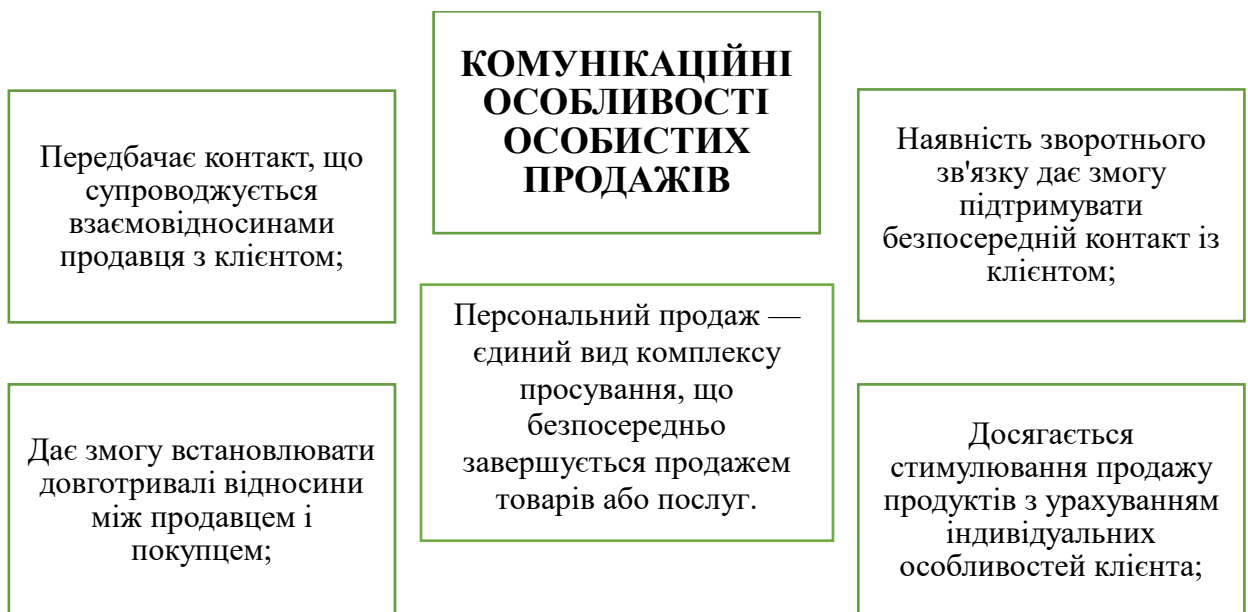 КОМУНІКАЦІЙНІ
ОСОБЛИВОСТІ
ОСОБИСТИХ
ПРОДАЖІВ
Передбачає контакт, що
супроводжується
взаємовідносинами
продавця з клієнтом;
Наявність зворотнього
зв'язку дає змогу
підтримувати
безпосередній контакт із
клієнтом;
Персональний продаж —
єдиний вид комплексу
просування, що
безпосередньо
завершується продажем
товарів або послуг.
Дає змогу встановлювати
довготривалі відносини
між продавцем і
покупцем;
Досягається
стимулювання продажу
продуктів з урахуванням
індивідуальних
особливостей клієнта;